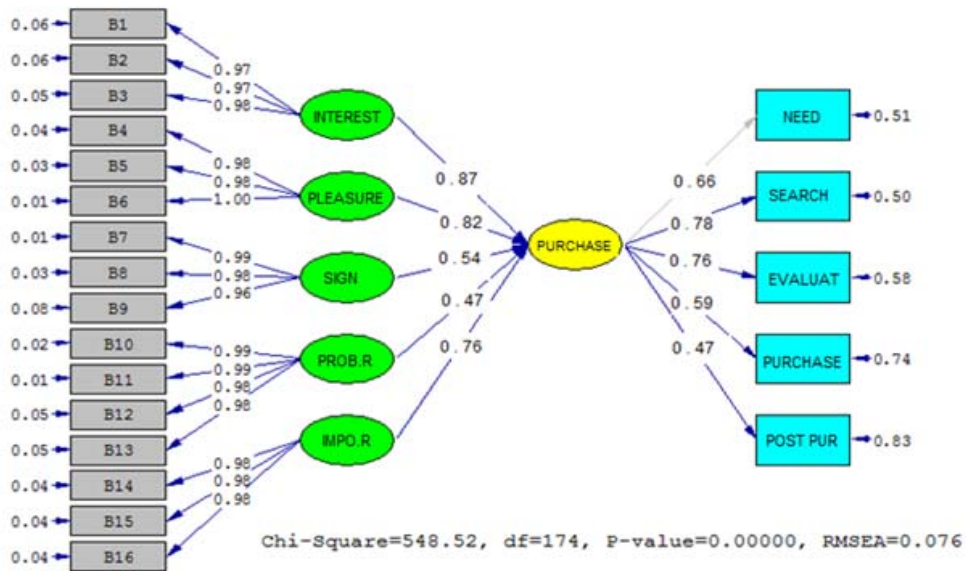 0.06 B1
0.06 B2
0.05 B3
0.04 B4
0.03 B5
0.01 B6
0.01 B7
0.03 B8
0.08 B9
0.02 B10
0.01 B11
0.05 B12
0.05 B13
0.04 B14
0.04 B15
0.04 B16
0.97
0.97
0.98
0.98
0.98
1.00
0.99
0.98
0.96
0.99
0.99
0.98
0.98
0.98
0.98
0.98
INTEREST
PLEASURE
SIGN
PROB.R
IMPO.R
0.87
0.82
0.54
0.47
0.76
PURCHASE
0.66
0.78
0.76
0.59
0.47
NEED 0.51
SEARCH 0.50
EVALUAT 0.58
PURCHASE 0.74
POST PUR 0.83
Chi-Square=548.52, df=174, P-value=0.00000, RMSEA=0.076